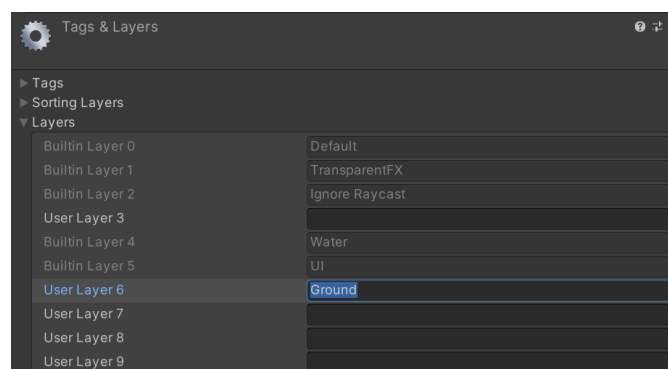 Tags & Layers
Tags
Sorting Layers
Layers
Builtin Layer 0 Default
Builtin Layer 1 TransparentFX
Builtin Layer 2 Ignore Raycast
User Layer 3
Builtin Layer 4 Water
Builtin Layer 5 UI
User Layer 6 Ground
User Layer 7
User Layer 8
User Layer 9